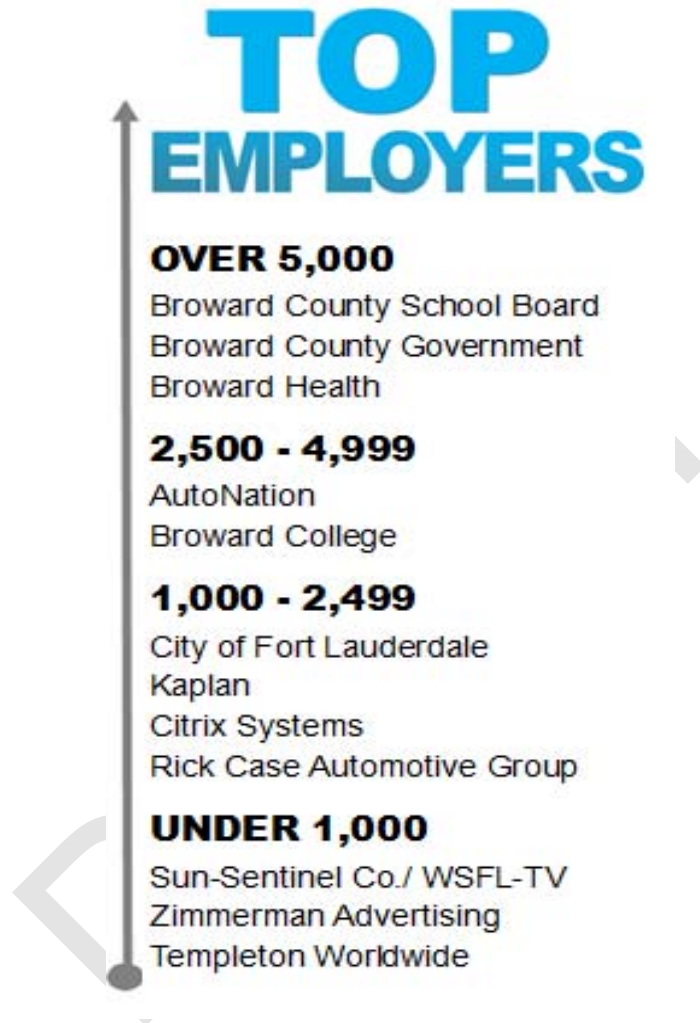 TOP
EMPLOYERS
OVER 5,000
Broward County School Board
Broward County Government
Broward Health
2,500 - 4,999
AutoNation
Broward College
1,000 - 2,499
City of Fort Lauderdale
Kaplan
Citrix Systems
Rick Case Automotive Group
UNDER 1,000
Sun-Sentinel Co./ WSFL-TV
Zimmerman Advertising
Templeton Worldwide